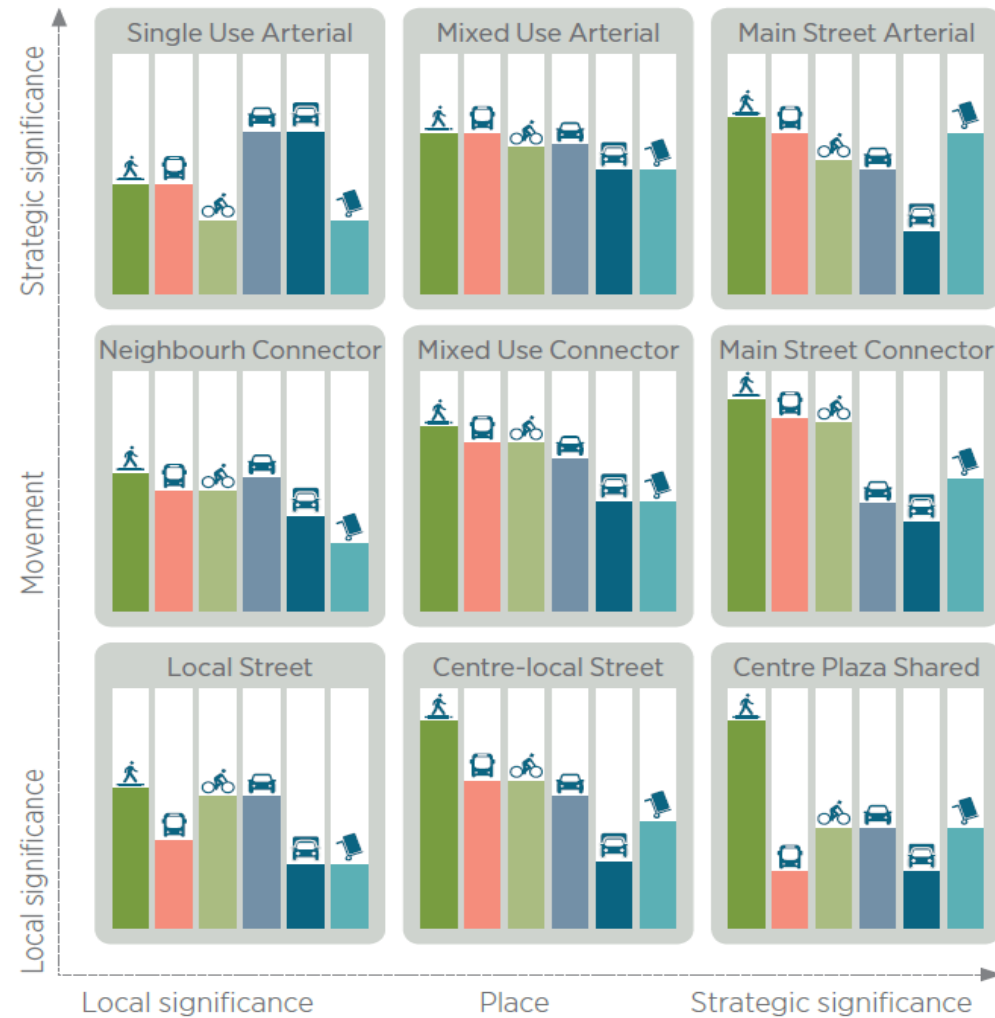 Strategic significance
Movement
Local significance
Single Use Arterial
Mixed Use Arterial
Main Street Arterial
Neighbourh Connector
Mixed Use Connector
Main Street Connector
Local Street
Centre-local Street
Centre Plaza Shared
Local significance
Place
Strategic significance